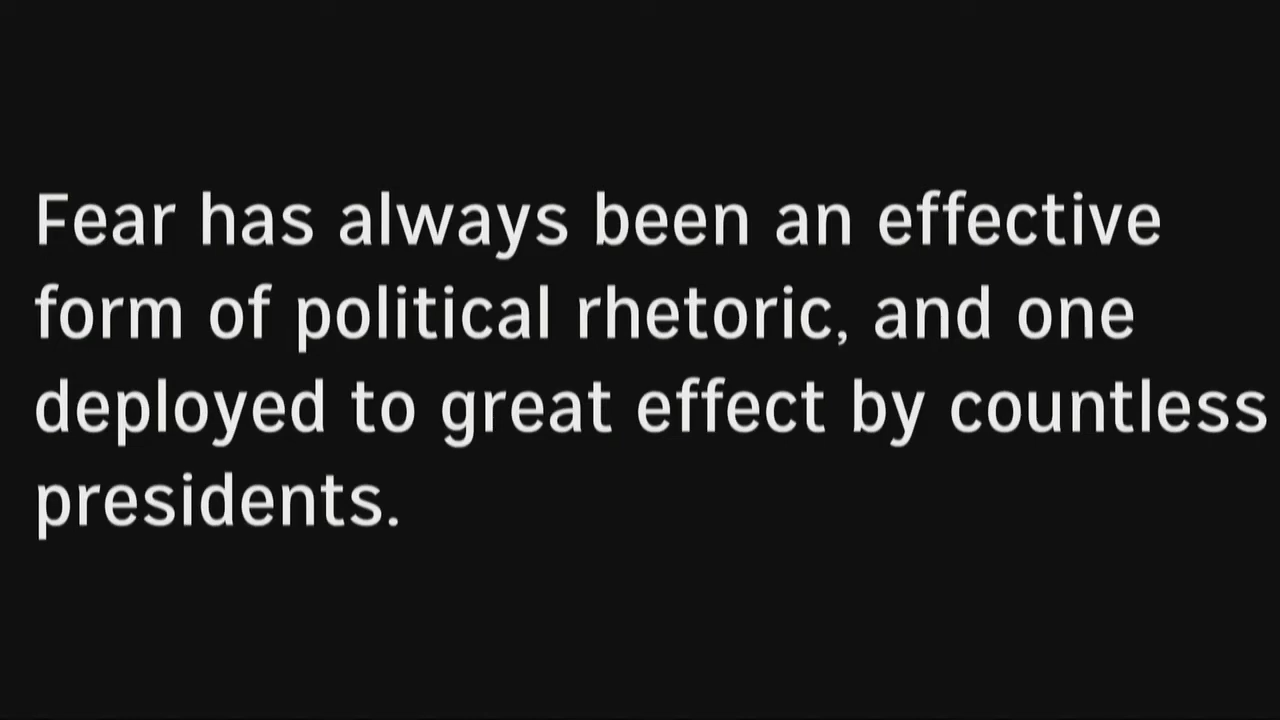 Fear has always been an effective
form of political rhetoric, and one
deployed to great effect by countless
presidents.